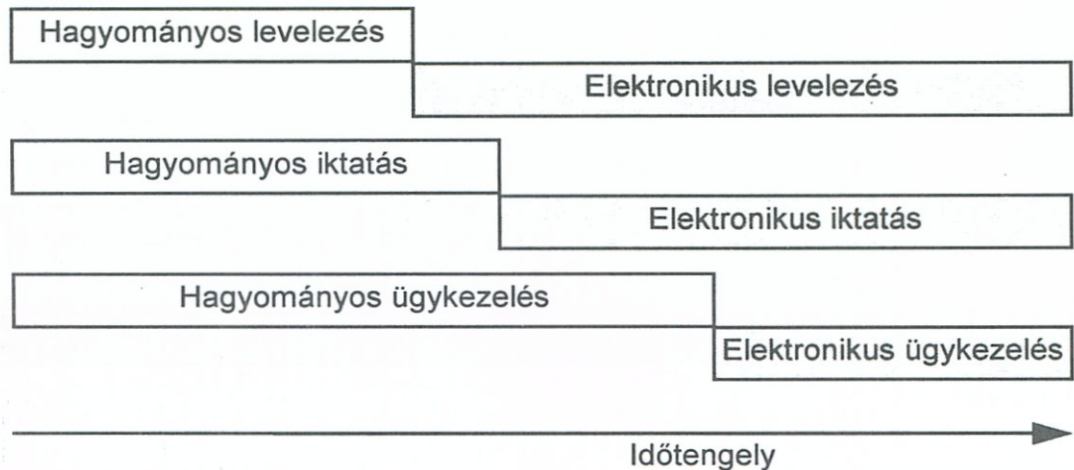 Hagyományos levelezés
Elektronikus levelezés
Hagyományos iktatás
Elektronikus iktatás
Hagyományos ügykezelés
Elektronikus ügykezelés
Időtengely